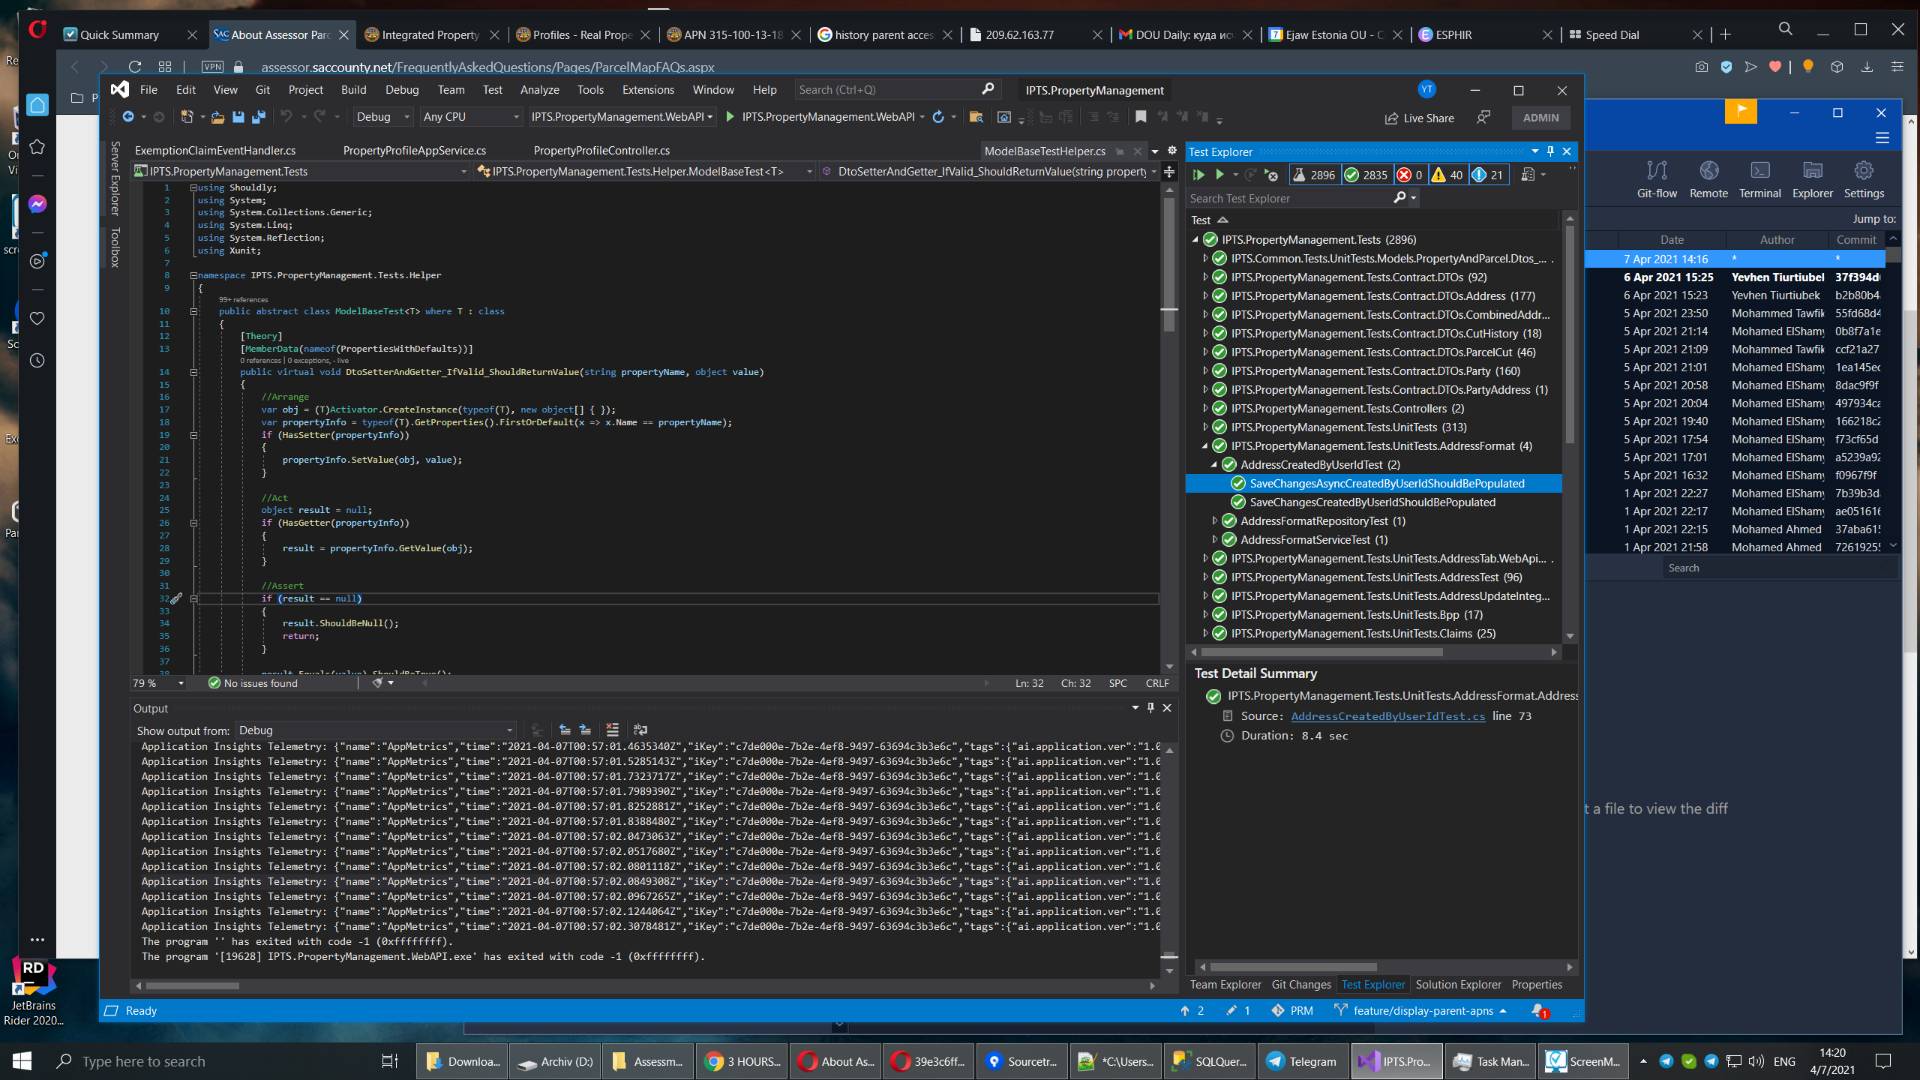 Quick Summary
About Assessor Parc
Integrated Property
Profiles - Real Prope
APN 315-100-13-18
history parent acces
209.62.163.77
DOU Daily: куда ис
Ejaw Estonia OU - C
ESPHIR
Speed Dial
VPN
assessor.saccounty.net/FrequentlyAskedQuestions/Pages/ParcelMapFAQs.aspx
File Edit View Git Project Build Debug Team Test Analyze Tools Extensions Window Help
Search (Ctrl+Q)
IPTS.PropertyManagement
YT
Debug
Any CPU
IPTS.PropertyManagement.WebAPI
IPTS.PropertyManagement.WebAPI
Live Share
ADMIN
Server Explorer
Toolbox
ExemptionClaimEventHandler.cs
PropertyProfileAppService.cs
PropertyProfileController.cs
ModelBaseTestHelper.cs
IPTS.PropertyManagement.Tests
IPTS.PropertyManagement.Tests.Helper.ModelBaseTest<T>
DtoSetterAndGetter_IfValid_ShouldReturnValue(string property
1 using Shouldly;
2 using System;
3 using System.Collections.Generic;
4 using System.Linq;
5 using System.Reflection;
6 using Xunit;
7
8 namespace IPTS.PropertyManagement.Tests.Helper
9 {
99+ references
10 public abstract class ModelBaseTest<T> where T : class
11 {
12 [Theory]
13 [MemberData(nameof(PropertiesWithDefaults))]
0 references | 0 exceptions, - live
14 public virtual void DtoSetterAndGetter_IfValid_ShouldReturnValue(string propertyName, object value)
15 {
16 //Arrange
17 var obj = (T)Activator.CreateInstance(typeof(T), new object[] { });
18 var propertyInfo = typeof(T).GetProperties().FirstOrDefault(x => x.Name == propertyName);
19 if (HasSetter(propertyInfo))
20 {
21 propertyInfo.SetValue(obj, value);
22 }
23
24 //Act
25 object result = null;
26 if (HasGetter(propertyInfo))
27 {
28 result = propertyInfo.GetValue(obj);
29 }
30
31 //Assert
32 if (result == null)
33 {
34 result.ShouldBeNull();
35 return;
36 }
37
79 %
No issues found
Ln: 32 Ch: 32 SPC CRLF
Output
Show output from: Debug
Application Insights Telemetry: {"name":"AppMetrics","time":"2021-04-07T00:57:01.4635340Z","iKey":"c7de000e-7b2e-4ef8-9497-63694c3b3e6c","tags":{"ai.application.ver":"1.0
Application Insights Telemetry: {"name":"AppMetrics","time":"2021-04-07T00:57:01.5285143Z","iKey":"c7de000e-7b2e-4ef8-9497-63694c3b3e6c","tags":{"ai.application.ver":"1.0
Application Insights Telemetry: {"name":"AppMetrics","time":"2021-04-07T00:57:01.7323717Z","iKey":"c7de000e-7b2e-4ef8-9497-63694c3b3e6c","tags":{"ai.application.ver":"1.0
Application Insights Telemetry: {"name":"AppMetrics","time":"2021-04-07T00:57:01.7989390Z","iKey":"c7de000e-7b2e-4ef8-9497-63694c3b3e6c","tags":{"ai.application.ver":"1.0
Application Insights Telemetry: {"name":"AppMetrics","time":"2021-04-07T00:57:01.8252881Z","iKey":"c7de000e-7b2e-4ef8-9497-63694c3b3e6c","tags":{"ai.application.ver":"1.0
Application Insights Telemetry: {"name":"AppMetrics","time":"2021-04-07T00:57:01.8388480Z","iKey":"c7de000e-7b2e-4ef8-9497-63694c3b3e6c","tags":{"ai.application.ver":"1.0
Application Insights Telemetry: {"name":"AppMetrics","time":"2021-04-07T00:57:02.0473063Z","iKey":"c7de000e-7b2e-4ef8-9497-63694c3b3e6c","tags":{"ai.application.ver":"1.0
Application Insights Telemetry: {"name":"AppMetrics","time":"2021-04-07T00:57:02.0517680Z","iKey":"c7de000e-7b2e-4ef8-9497-63694c3b3e6c","tags":{"ai.application.ver":"1.0
Application Insights Telemetry: {"name":"AppMetrics","time":"2021-04-07T00:57:02.0801118Z","iKey":"c7de000e-7b2e-4ef8-9497-63694c3b3e6c","tags":{"ai.application.ver":"1.0
Application Insights Telemetry: {"name":"AppMetrics","time":"2021-04-07T00:57:02.0849308Z","iKey":"c7de000e-7b2e-4ef8-9497-63694c3b3e6c","tags":{"ai.application.ver":"1.0
Application Insights Telemetry: {"name":"AppMetrics","time":"2021-04-07T00:57:02.0967265Z","iKey":"c7de000e-7b2e-4ef8-9497-63694c3b3e6c","tags":{"ai.application.ver":"1.0
Application Insights Telemetry: {"name":"AppMetrics","time":"2021-04-07T00:57:02.1244064Z","iKey":"c7de000e-7b2e-4ef8-9497-63694c3b3e6c","tags":{"ai.application.ver":"1.0
Application Insights Telemetry: {"name":"AppMetrics","time":"2021-04-07T00:57:02.3078481Z","iKey":"c7de000e-7b2e-4ef8-9497-63694c3b3e6c","tags":{"ai.application.ver":"1.0
The program '' has exited with code -1 (0xffffffff).
The program '[19628] IPTS.PropertyManagement.WebAPI.exe' has exited with code -1 (0xffffffff).
Test Explorer
2896 2835 0 40 21
Search Test Explorer
Test
IPTS.PropertyManagement.Tests (2896)
IPTS.Common.Tests.UnitTests.Models.PropertyAndParcel.Dtos_...
IPTS.PropertyManagement.Tests.Contract.DTOs (92)
IPTS.PropertyManagement.Tests.Contract.DTOs.Address (177)
IPTS.PropertyManagement.Tests.Contract.DTOs.CombinedAddr...
IPTS.PropertyManagement.Tests.Contract.DTOs.CutHistory (18)
IPTS.PropertyManagement.Tests.Contract.DTOs.ParcelCut (46)
IPTS.PropertyManagement.Tests.Contract.DTOs.Party (160)
IPTS.PropertyManagement.Tests.Contract.DTOs.PartyAddress (1)
IPTS.PropertyManagement.Tests.Controllers (2)
IPTS.PropertyManagement.Tests.UnitTests (313)
IPTS.PropertyManagement.Tests.UnitTests.AddressFormat (4)
AddressCreatedByUserIdTest (2)
SaveChangesAsyncCreatedByUserIdShouldBePopulated
SaveChangesCreatedByUserIdShouldBePopulated
AddressFormatRepositoryTest (1)
AddressFormatServiceTest (1)
IPTS.PropertyManagement.Tests.UnitTests.AddressTab.WebApi...
IPTS.PropertyManagement.Tests.UnitTests.AddressTest (96)
IPTS.PropertyManagement.Tests.UnitTests.AddressUpdateInteg...
IPTS.PropertyManagement.Tests.UnitTests.Bpp (17)
IPTS.PropertyManagement.Tests.UnitTests.Claims (25)
Test Detail Summary
IPTS.PropertyManagement.Tests.UnitTests.AddressFormat.Address
Source: AddressCreatedByUserIdTest.cs line 73
Duration: 8.4 sec
Team Explorer Git Changes Test Explorer Solution Explorer Properties
Ready
2 1 PRM feature/display-parent-apns 1
Git-flow Remote Terminal Explorer Settings
Jump to:
Date Author Commit
7 Apr 2021 14:16 * *
6 Apr 2021 15:25 Yevhen Tiurtiubek 37f394d
6 Apr 2021 15:23 Yevhen Tiurtiubek b2b80b4
5 Apr 2021 23:50 Mohammed Tawfik 55fd68d4
5 Apr 2021 21:14 Mohammed ElSham 0b8f7a1e
5 Apr 2021 21:09 Mohammed Tawfik ccf21a27
5 Apr 2021 21:01 Mohammed ElSham 1ea145ec
5 Apr 2021 20:58 Mohammed ElSham 8dac9f9f
5 Apr 2021 20:04 Mohammed ElSham 497934ca
5 Apr 2021 19:40 Mohammed ElSham 166218c2
5 Apr 2021 17:54 Mohammed ElSham f73cf65d
5 Apr 2021 17:01 Mohammed ElSham a5239a92
5 Apr 2021 16:32 Mohammed ElSham f0967f9f
1 Apr 2021 22:27 Mohammed ElSham 7b39b3d
1 Apr 2021 22:17 Mohammed ElSham ae051616
1 Apr 2021 22:15 Mohamed Ahmed 37aba615
1 Apr 2021 21:58 Mohamed Ahmed 7261925
Search
t a file to view the diff
RD
JetBrains
Rider 2020...
Type here to search
Downloa...
Archiv (D:)
Assessm...
3 HOURS...
About As...
39e3c6ff...
Sourcetr...
*C:\Users...
SQLQuer...
Telegram
IPTS.Pro...
Task Man...
ScreenM...
ENG
14:20
4/7/2021